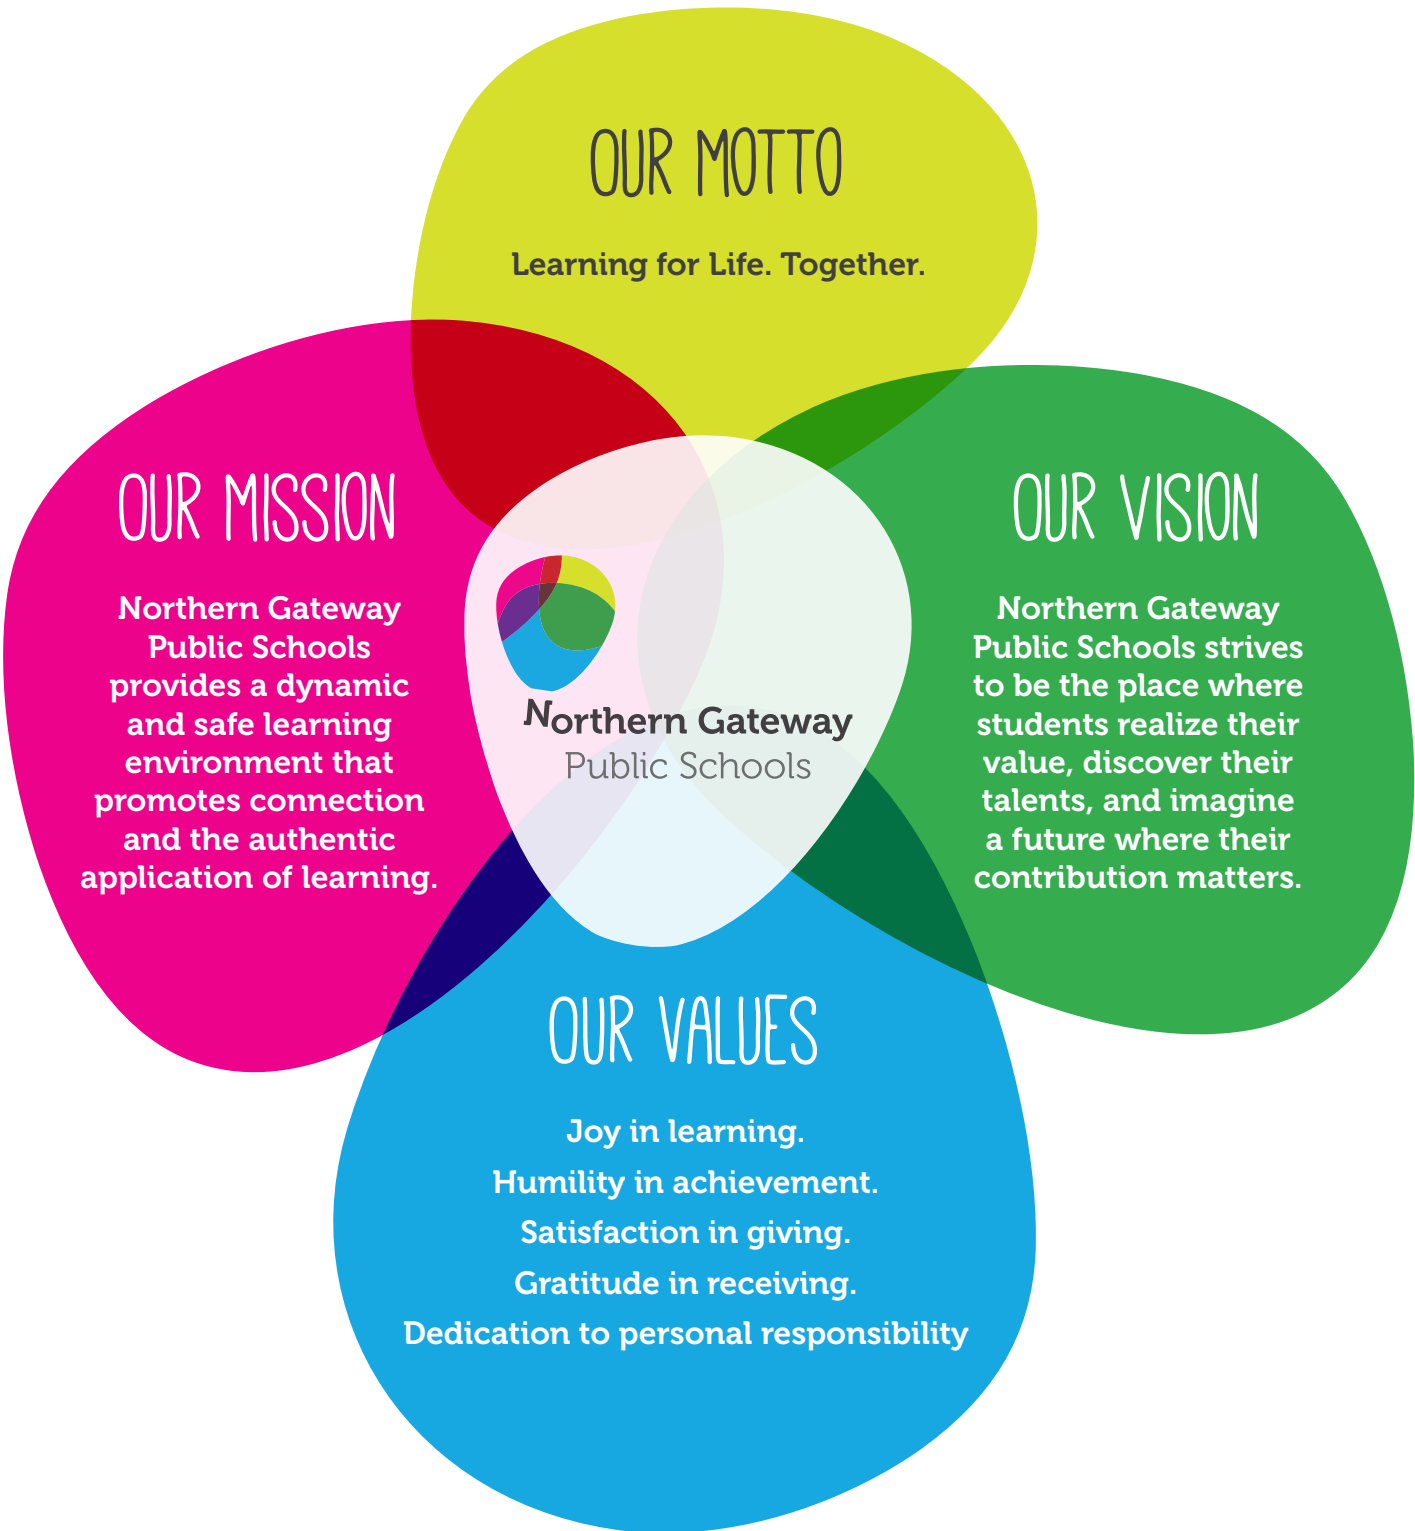 OUR MOTTO
Learning for Life. Together.
OUR MISSION
Northern Gateway
Public Schools
provides a dynamic
and safe learning
environment that
promotes connection
and the authentic
application of learning.
Northern Gateway
Public Schools
OUR VISION
Northern Gateway
Public Schools strives
to be the place where
students realize their
value, discover their
talents, and imagine
a future where their
contribution matters.
OUR VALUES
Joy in learning.
Humility in achievement.
Satisfaction in giving.
Gratitude in receiving.
Dedication to personal responsibility